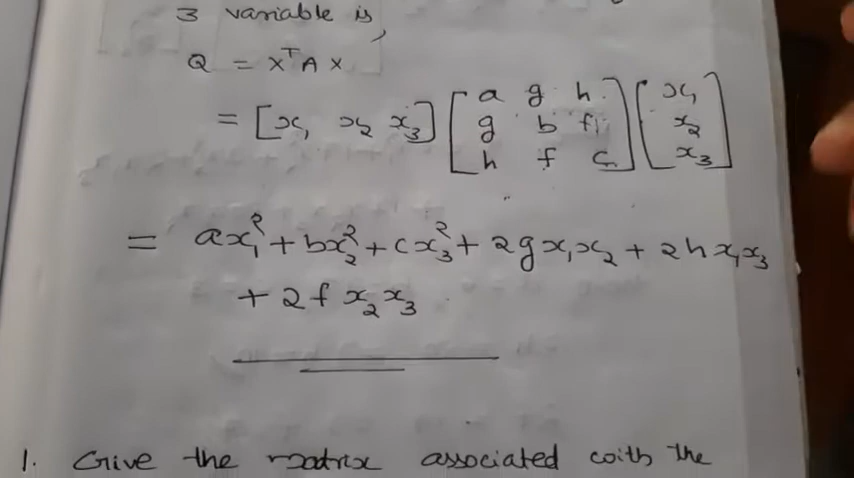 3 variable is,
Q = xᵀA x
= [x₁ x₂ x₃] [a g h; g b f; h f c] [x₁; x₂; x₃]
= ax₁² + bx₂² + cx₃² + 2gx₁x₂ + 2hx₁x₃
+ 2f x₂x₃
1. Give the matrix associated with the